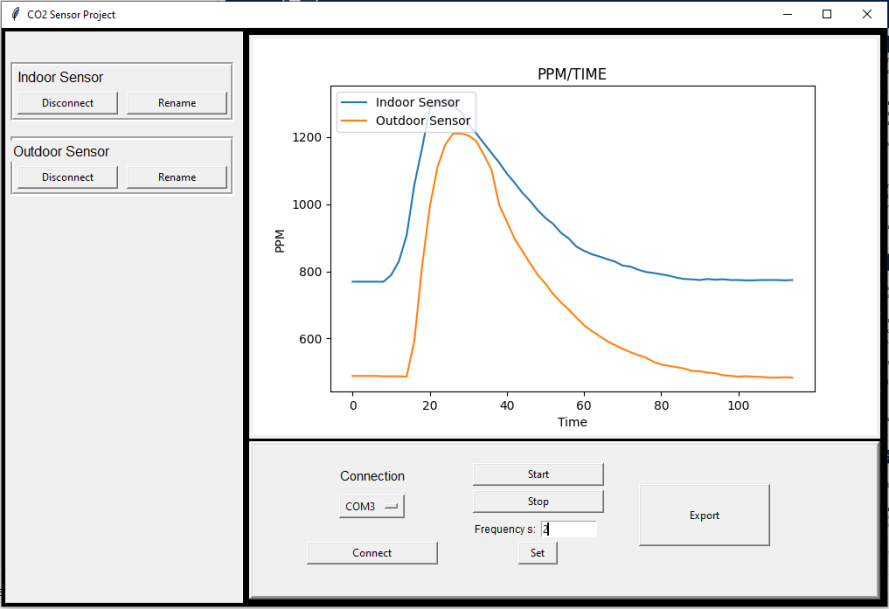 CO2 Sensor Project
Indoor Sensor
Disconnect Rename
Outdoor Sensor
Disconnect Rename
PPM/TIME
Indoor Sensor
Outdoor Sensor
1200
1000
800
600
PPM
0 20 40 60 80 100
Time
Connection
COM3
Connect
Start
Stop
Frequency s: 2
Set
Export